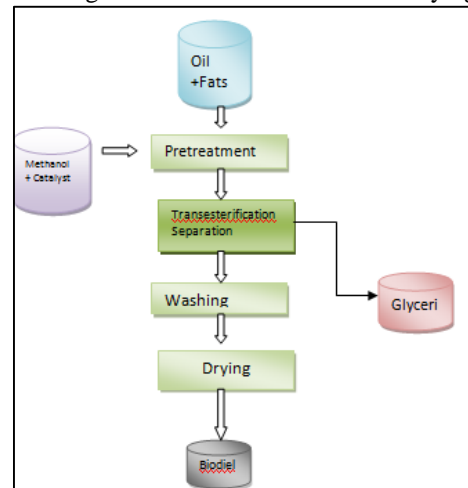 Oil
+Fats
Methanol
+ Catalyst
Pretreatment
Transesterification
Separation
Glyceri
Washing
Drying
Biodiel